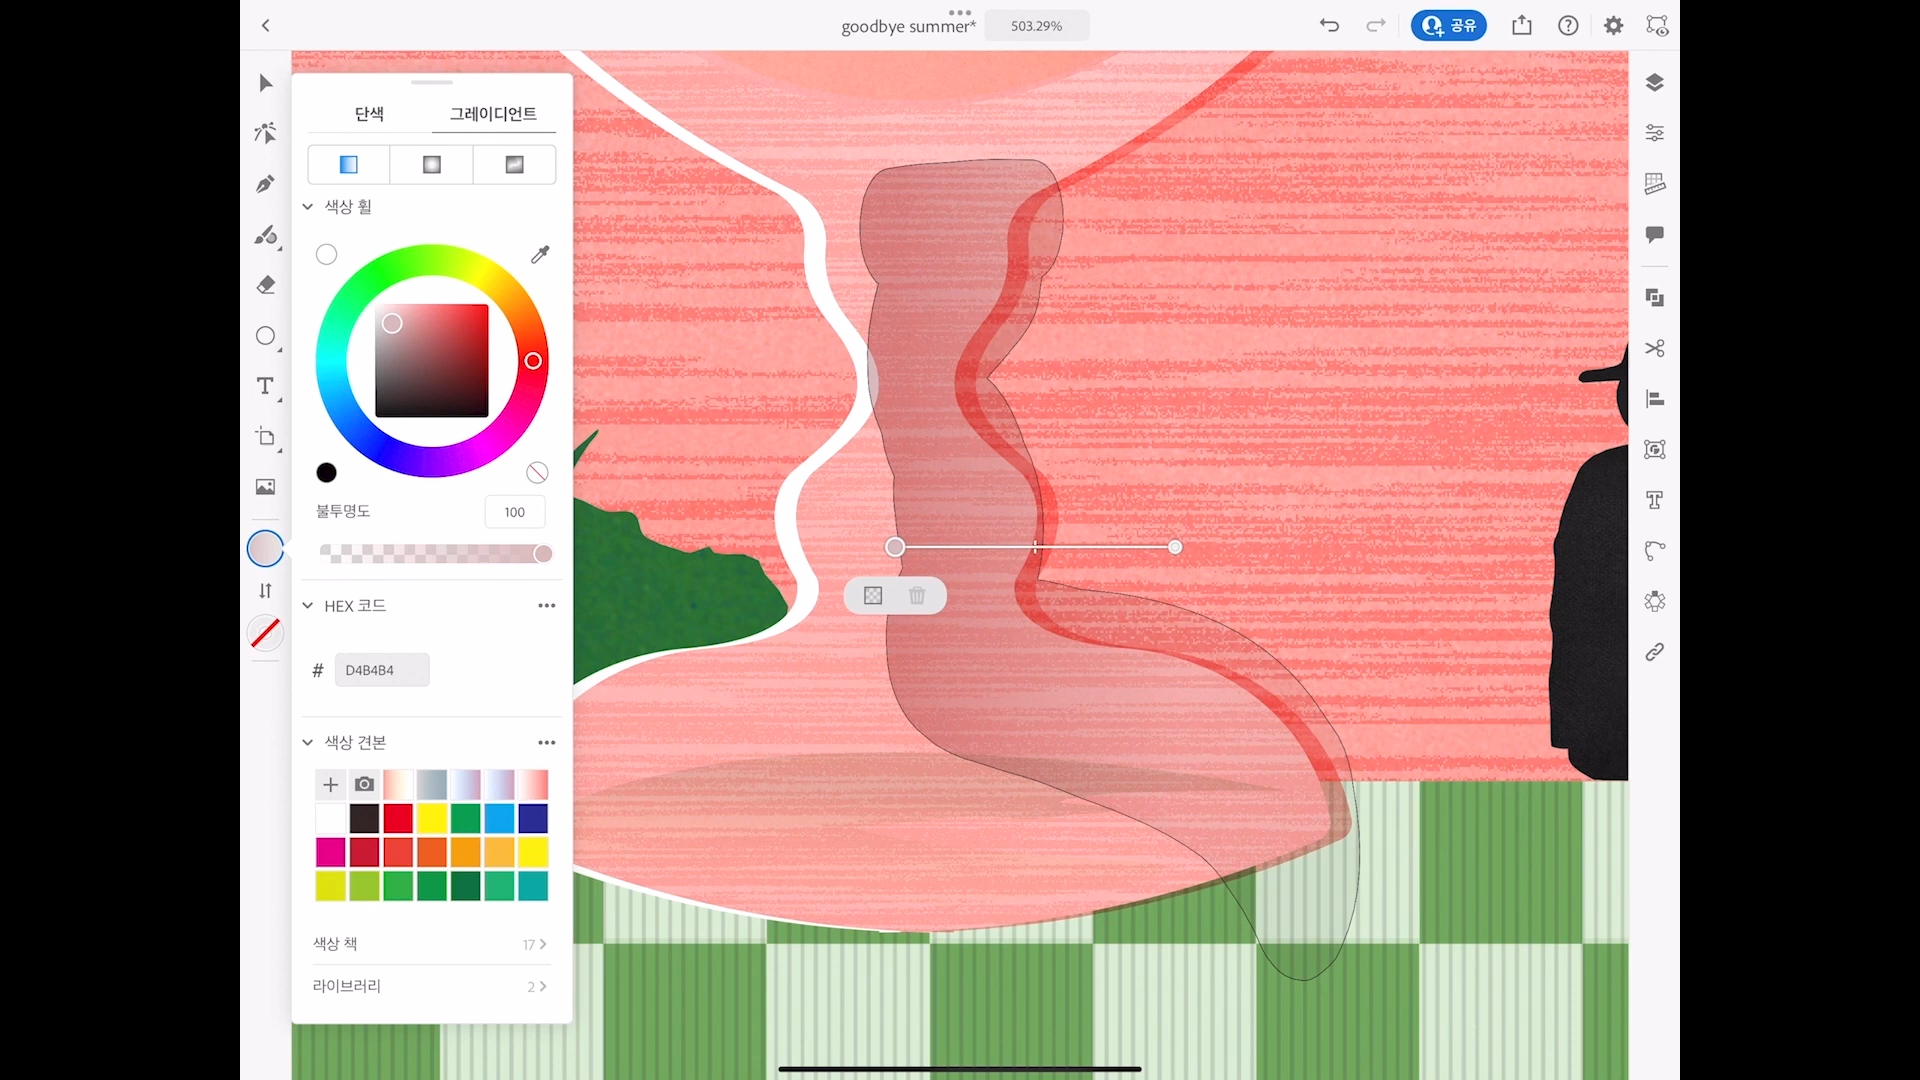 goodbye summer*
503.29%
공유
단색
그레이디언트
색상 휠
불투명도
100
HEX 코드
#
D4B4B4
색상 견본
색상 책
17
라이브러리
2